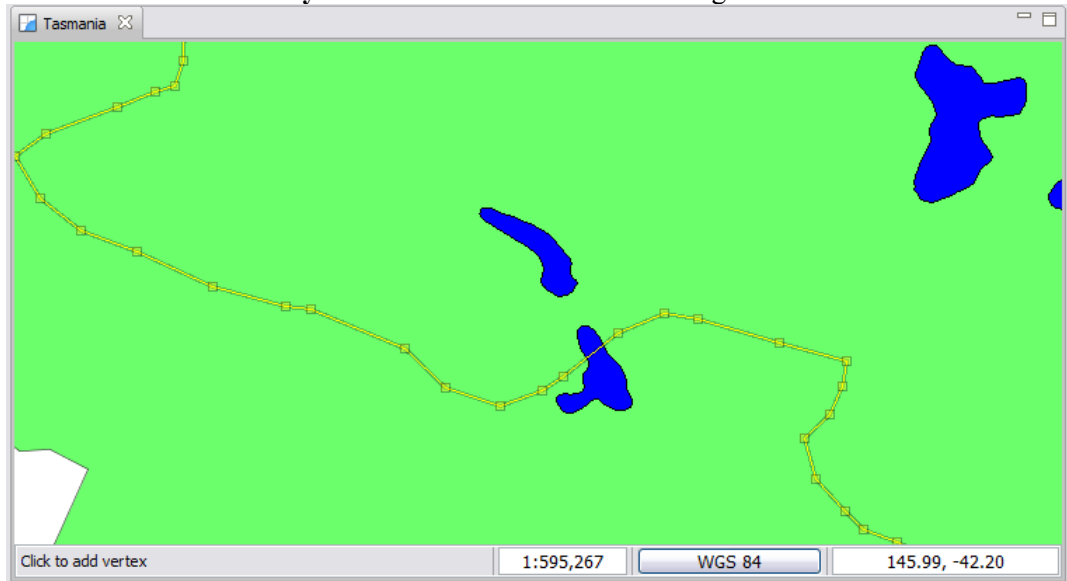 Tasmania
Click to add vertex
1:595,267
WGS 84
145.99, -42.20